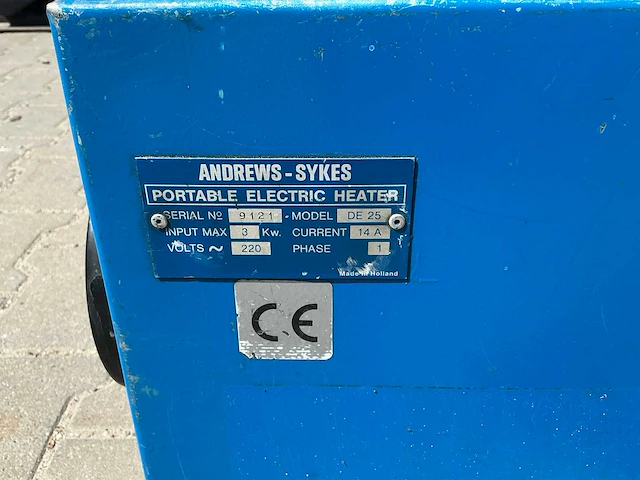 ANDREWS-SYKES
PORTABLE ELECTRIC HEATER
SERIAL Nº 9121 - MODEL DE 25
INPUT MAX 3 Kw. CURRENT 14 A
VOLTS ~ 220 PHASE 1
Made in Holland
CE